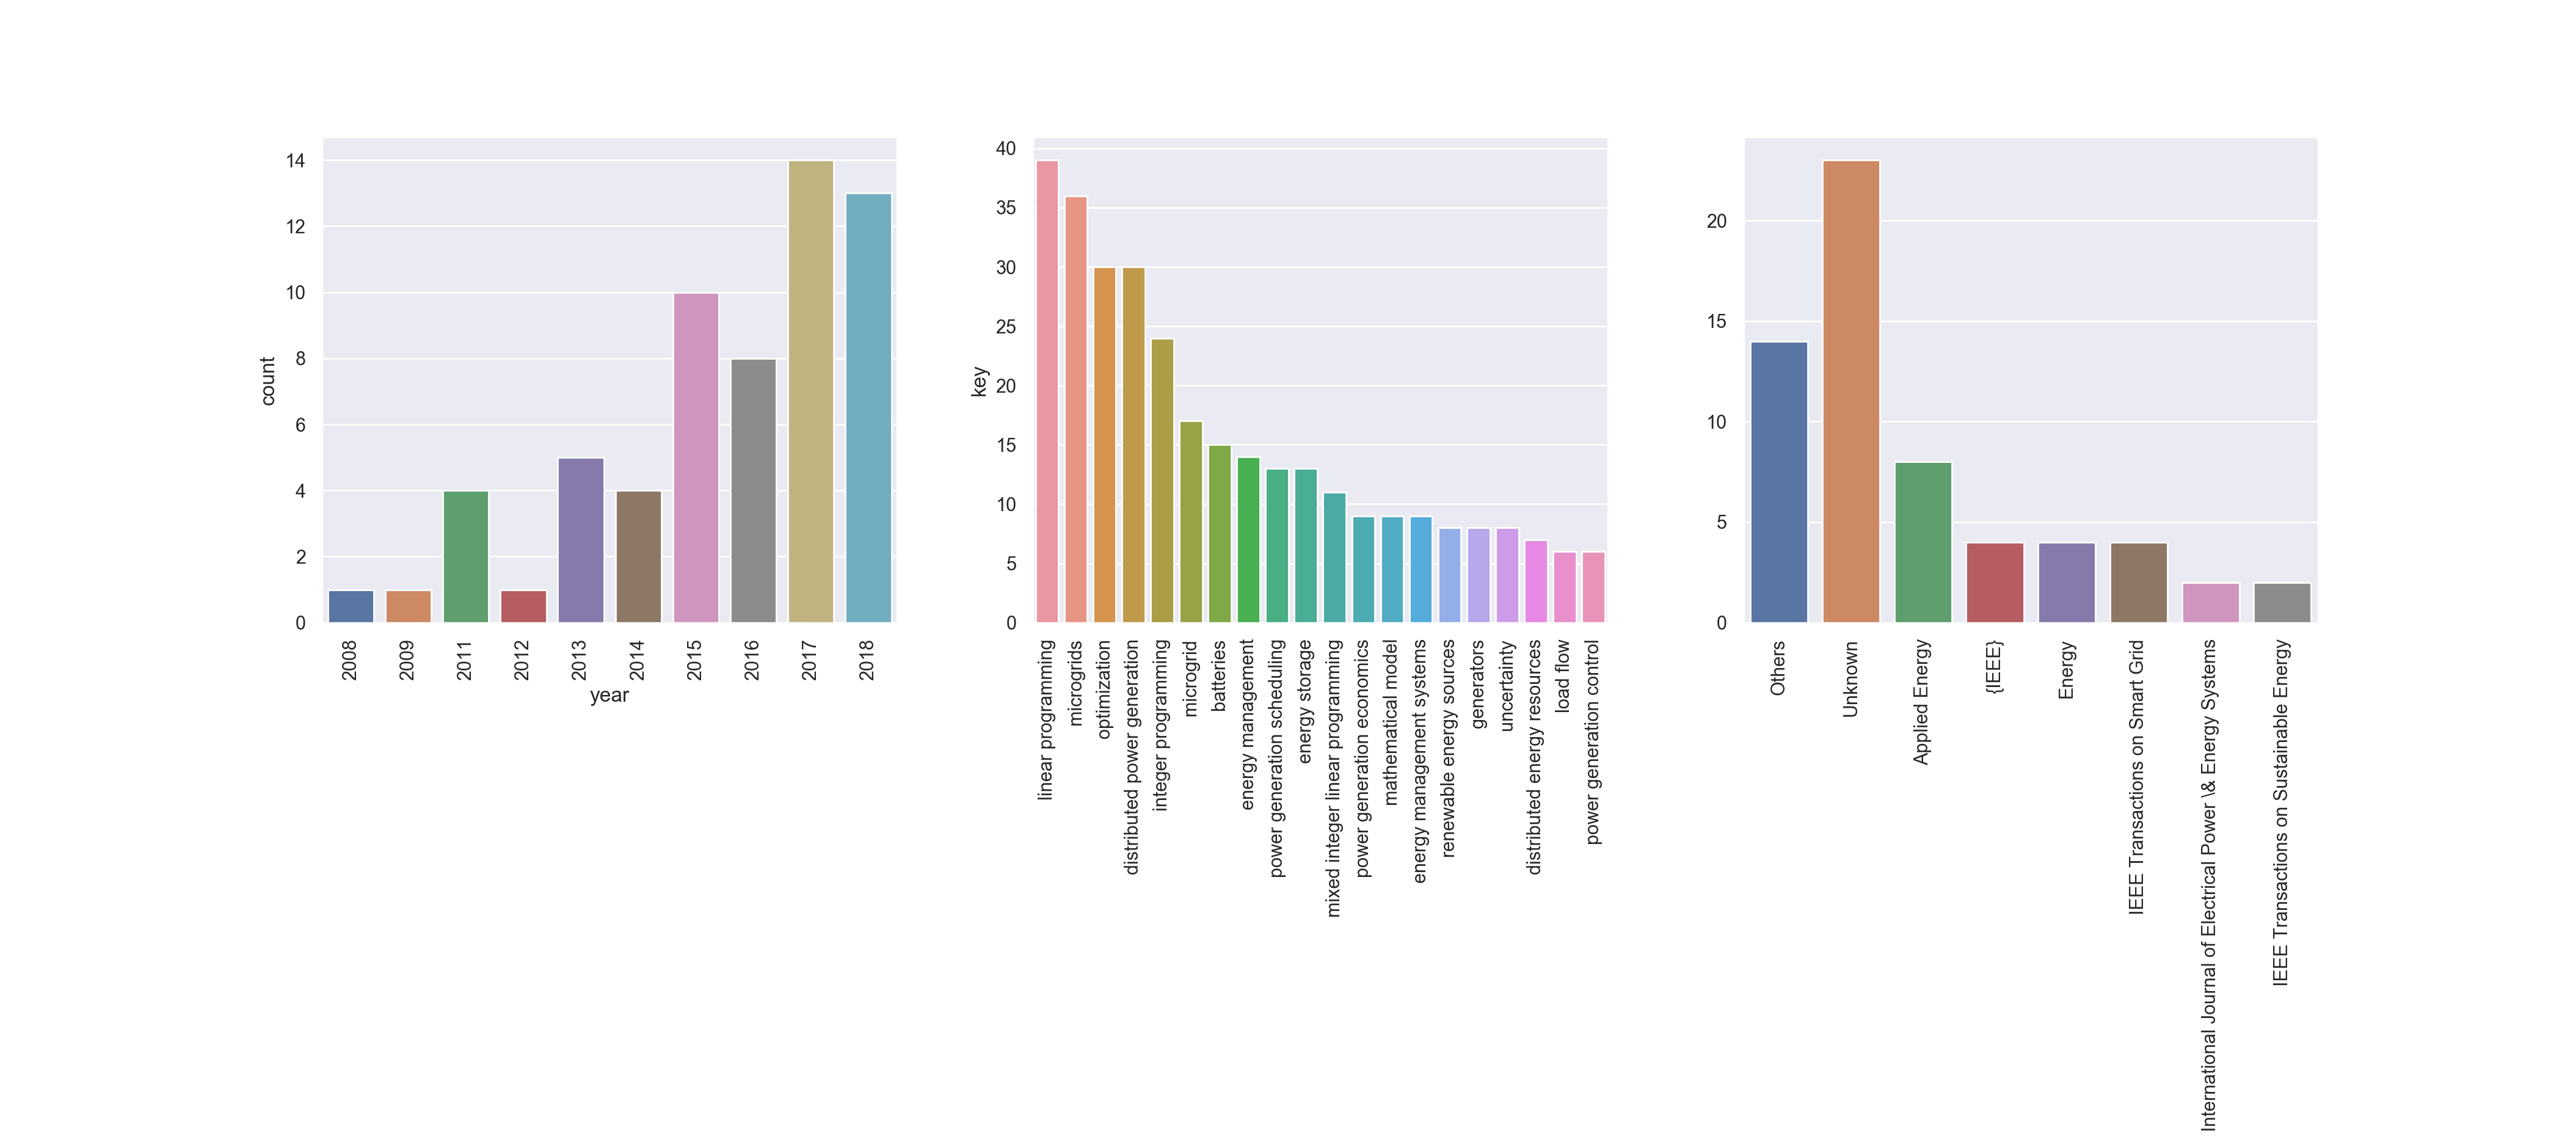 14
12
10
8
6
4
2
0
count
2008
2009
2011
2012
2013
2014
2015
2016
2017
2018
year
40
35
30
25
20
15
10
5
0
key
linear programming
microgrids
optimization
distributed power generation
integer programming
microgrid
batteries
energy management
power generation scheduling
energy storage
mixed integer linear programming
power generation economics
mathematical model
energy management systems
renewable energy sources
generators
uncertainty
distributed energy resources
load flow
power generation control
20
15
10
5
0
Others
Unknown
Applied Energy
{IEEE}
Energy
IEEE Transactions on Smart Grid
International Journal of Electrical Power \& Energy Systems
IEEE Transactions on Sustainable Energy